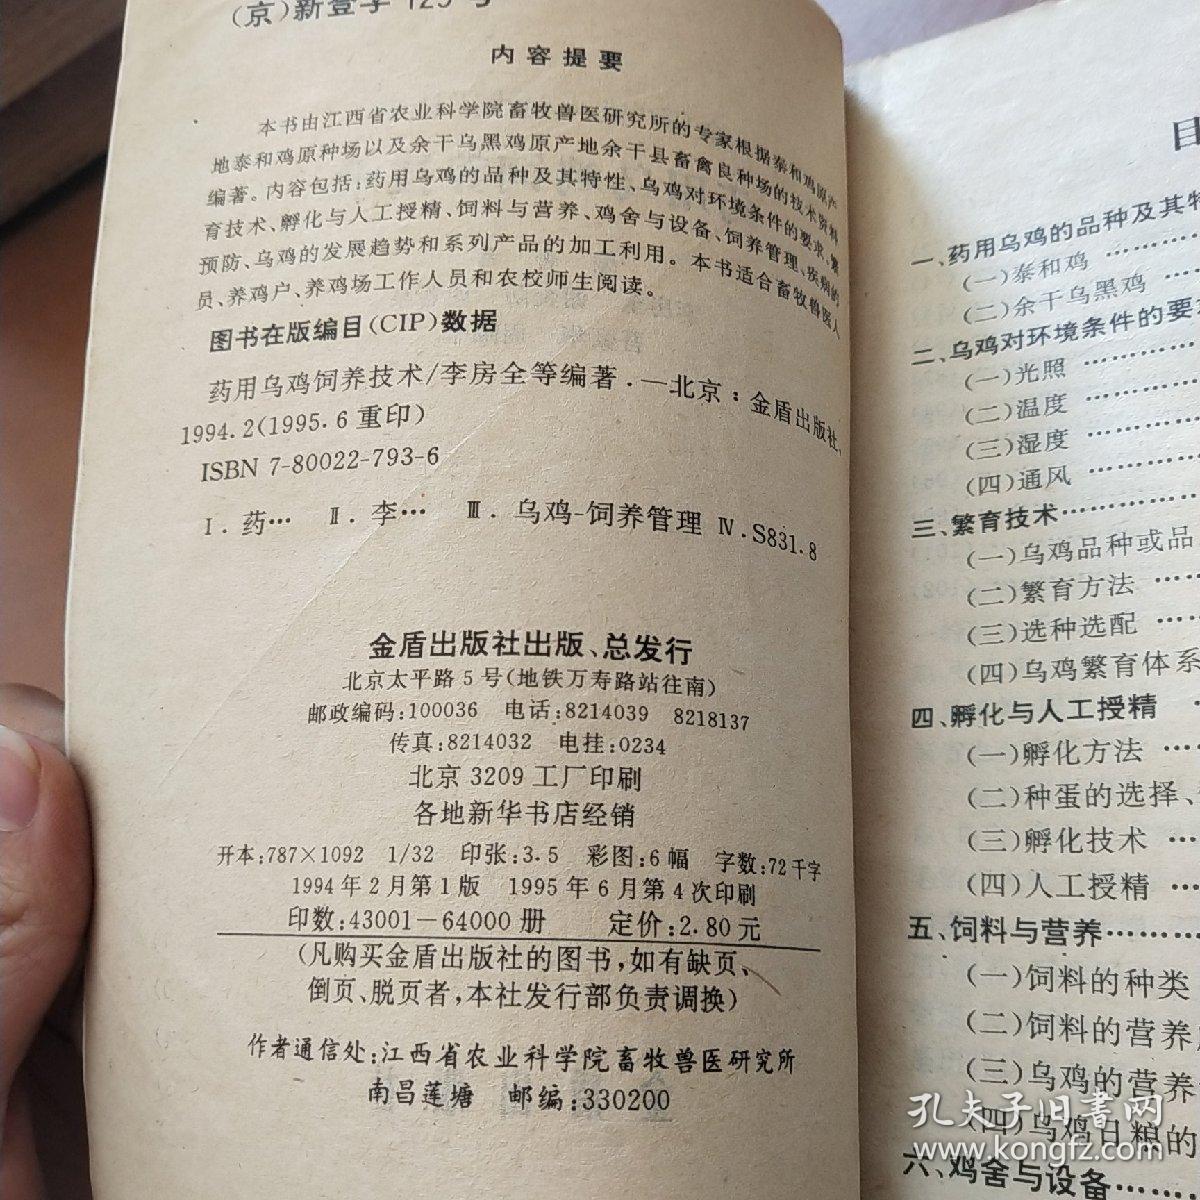 (京)新登字 129 号
内容提要
本书由江西省农业科学院畜牧兽医研究所的专家根据泰和鸡原产
地泰和鸡原种场以及余干乌黑鸡原产地余干县畜禽良种场的技术资料
编著。内容包括:药用乌鸡的品种及其特性、乌鸡对环境条件的要求、繁
育技术、孵化与人工授精、饲料与营养、鸡舍与设备、饲养管理、疾病的
预防、乌鸡的发展趋势和系列产品的加工利用。本书适合畜牧兽医人
员、养鸡户、养鸡场工作人员和农校师生阅读。
图书在版编目(CIP)数据
药用乌鸡饲养技术/李房全等编著.—北京:金盾出版社,
1994.2(1995.6重印)
ISBN 7-80022-793-6
Ⅰ.药… Ⅱ.李… Ⅲ.乌鸡-饲养管理 Ⅳ.S831.8
金盾出版社出版、总发行
北京太平路5号(地铁万寿路站往南)
邮政编码:100036 电话:8214039 8218137
传真:8214032 电挂:0234
北京3209工厂印刷
各地新华书店经销
开本:787×1092 1/32 印张:3.5 彩图:6幅 字数:72千字
1994年2月第1版 1995年6月第4次印刷
印数:43001—64000册 定价:2.80元
(凡购买金盾出版社的图书,如有缺页、
倒页、脱页者,本社发行部负责调换)
作者通信处:江西省农业科学院畜牧兽医研究所
南昌莲塘 邮编:330200
目
一、药用乌鸡的品种及其特
(一)泰和鸡……
(二)余干乌黑鸡……
二、乌鸡对环境条件的要求
(一)光照……
(二)温度……
(三)湿度……
(四)通风……
三、繁育技术……
(一)乌鸡品种或品
(二)繁育方法……
(三)选种选配……
(四)乌鸡繁育体系
四、孵化与人工授精…
(一)孵化方法……
(二)种蛋的选择、
(三)孵化技术……
(四)人工授精……
五、饲料与营养……
(一)饲料的种类
(二)饲料的营养
(三)乌鸡的营养
(四)乌鸡日粮的
六、鸡舍与设备……
孔夫子旧书网
www.kongfz.com